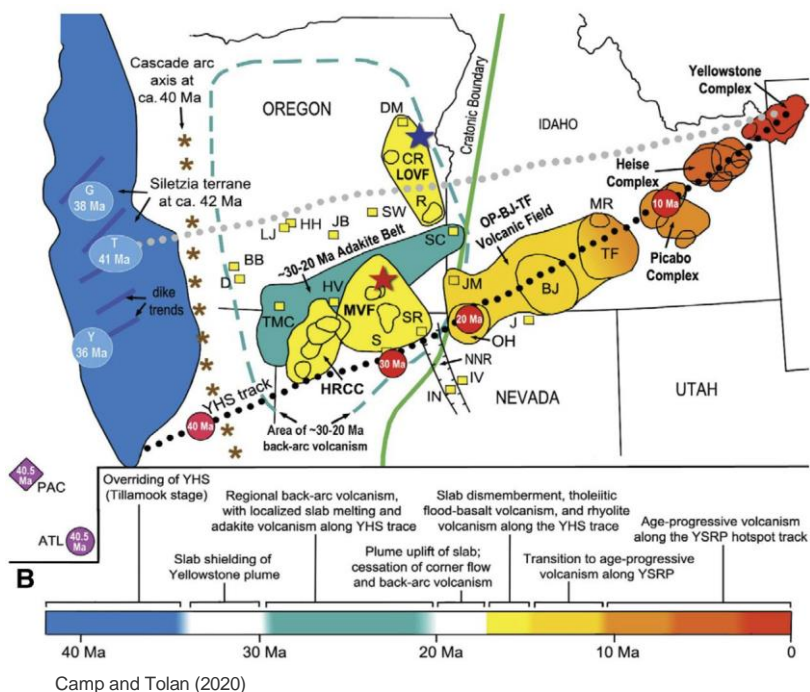 Cascade arc
axis at
ca. 40 Ma
OREGON
DM
CR
LOVF
R
Cratonic Boundary
IDAHO
Yellowstone
Complex
G
38 Ma
Siletzia terrane
at ca. 42 Ma
T
41 Ma
Heise
Complex
MR
10 Ma
Picabo
Complex
OP-BJ-TF
Volcanic Field
TF
BJ
LJ
HH
JB
SW
SC
~30-20 Ma Adakite Belt
BB
D
HV
JM
dike
trends
TMC
MVF
SR
S
20 Ma
J
OH
Y
36 Ma
30 Ma
NNR
HRCC
IV
IN
NEVADA
UTAH
YHS track
40 Ma
Area of ~30-20 Ma
back-arc volcanism
40.5
Ma
PAC
ATL
40.5
Ma
B
Overriding of YHS
(Tillamook stage)
Regional back-arc volcanism,
with localized slab melting and
adakite volcanism along YHS trace
Slab dismemberment, tholeiitic
flood-basalt volcanism, and rhyolite
volcanism along the YHS trace
Age-progressive volcanism
along the YSRP hotspot track
Slab shielding of
Yellowstone plume
Plume uplift of slab;
cessation of corner flow
and back-arc volcanism
Transition to age-progressive
volcanism along YSRP
40 Ma
30 Ma
20 Ma
10 Ma
0
Camp and Tolan (2020)